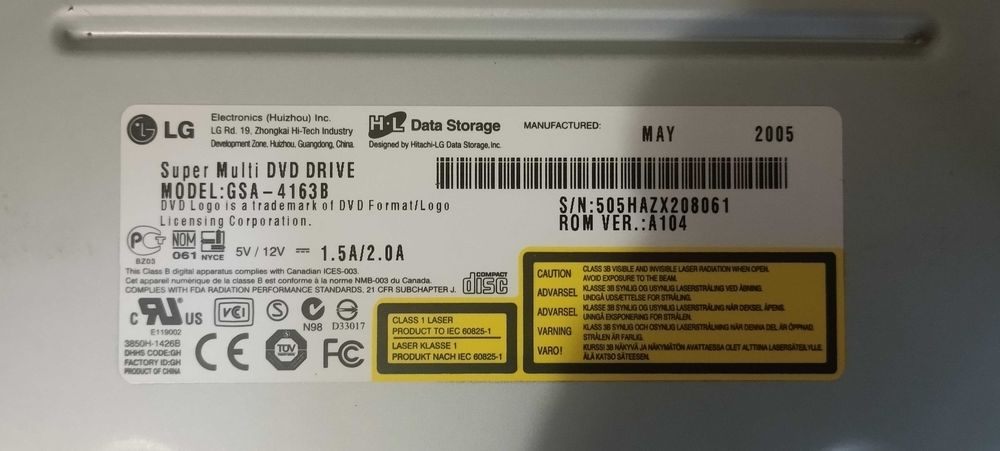 LG
Electronics (Huizhou) Inc.
LG Rd. 19, Zhongkai Hi-Tech Industry
Development Zone, Huizhou, Guangdong, China.
H·L Data Storage
Designed by Hitachi-LG Data Storage, Inc.
MANUFACTURED: MAY 2005
Super Multi DVD DRIVE
MODEL:GSA-4163B
DVD Logo is a trademark of DVD Format/Logo
Licensing Corporation.
S/N:505HAZX208061
ROM VER.:A104
PCT
BZ03
NOM
061 NYCE
5V / 12V 1.5A/2.0A
This Class B digital apparatus complies with Canadian ICES-003.
Cet appareil numérique de la classe B est conforme à la norme NMB-003 du Canada.
COMPLIES WITH FDA RADIATION PERFORMANCE STANDARDS, 21 CFR SUBCHAPTER J.
COMPACT
disc
C RU US
E119002
VCI
S
N98
D33017
3850H-1426B
DHHS CODE:GH
FACTORY ID:GH
PRODUCT OF CHINA
CE
TÜV
FC
CLASS 1 LASER
PRODUCT TO IEC 60825-1
LASER KLASSE 1
PRODUKT NACH IEC 60825-1
CAUTION CLASS 3B VISIBLE AND INVISIBLE LASER RADIATION WHEN OPEN.
AVOID EXPOSURE TO THE BEAM.
ADVARSEL KLASSE 3B SYNLIG OG USYNLIG LASERSTRÅLING VED ÅBNING.
UNDGÅ UDSÆTTELSE FOR STRÅLING.
ADVARSEL KLASSE 3B SYNLIG OG USYNLIG LASERSTRÅLING NÅR DEKSEL ÅPNES.
UNNGÅ EKSPONERING FOR STRÅLEN.
VARNING KLASS 3B SYNLIG OCH OSYNLIG LASERSTRÅLNING NÄR DENNA DEL ÄR ÖPPNAD.
STRÅLEN ÄR FARLIG.
VARO! KURSSI 3B NÄKYVÄ JA NÄKYMÄTÖN AVATTAESSA OLET ALTTIINA LASERSÄTEILYLLE.
ÄLÄ KATSO SÄTEESEEN.